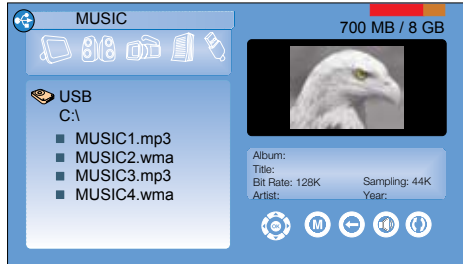 MUSIC
700 MB / 8 GB
USB
C:\
MUSIC1.mp3
MUSIC2.wma
MUSIC3.mp3
MUSIC4.wma
Album:
Title:
Bit Rate: 128K Sampling: 44K
Artist: Year:
OK M